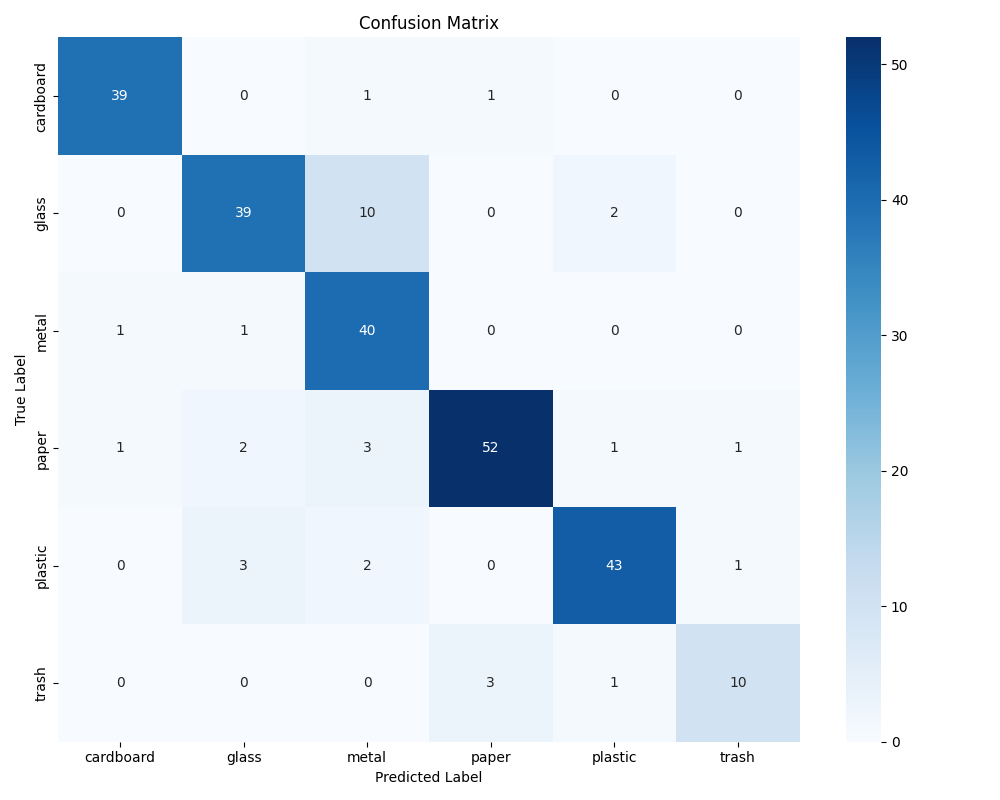 Confusion Matrix
True Label
cardboard 39 0 1 1 0 0
glass 0 39 10 0 2 0
metal 1 1 40 0 0 0
paper 1 2 3 52 1 1
plastic 0 3 2 0 43 1
trash 0 0 0 3 1 10
cardboard glass metal paper plastic trash
Predicted Label
50
40
30
20
10
0